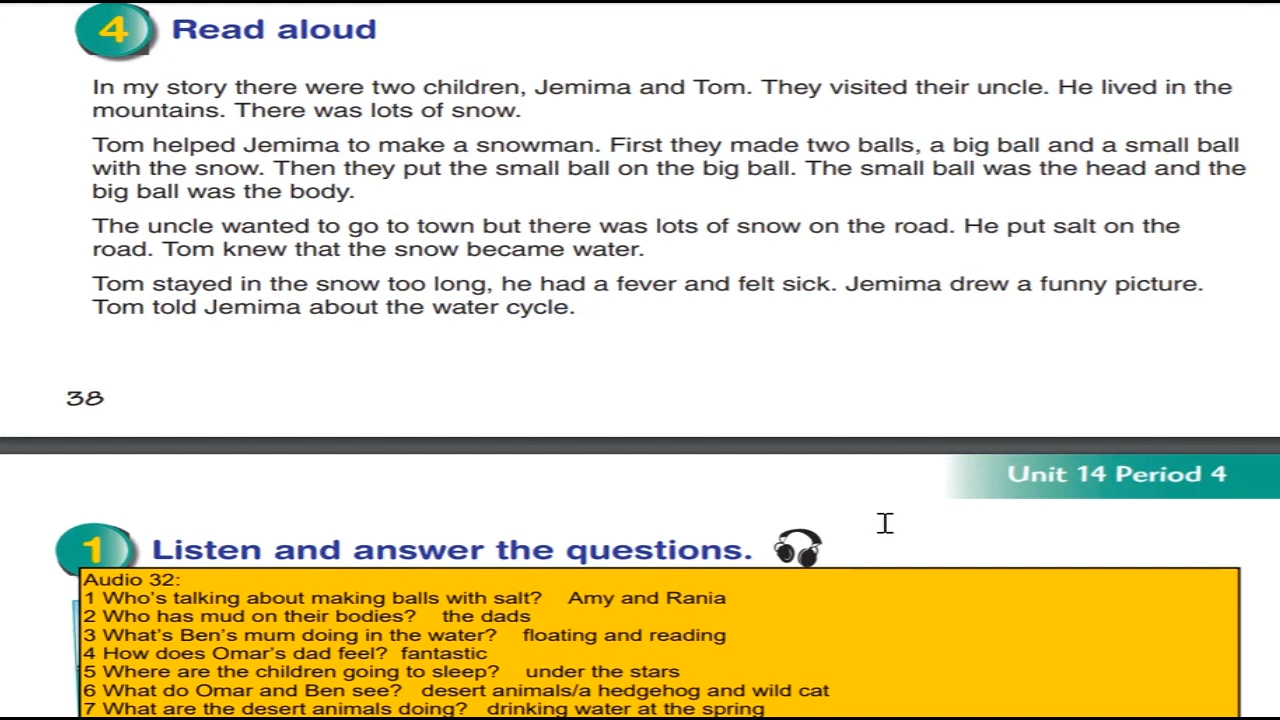 4 Read aloud
In my story there were two children, Jemima and Tom. They visited their uncle. He lived in the
mountains. There was lots of snow.
Tom helped Jemima to make a snowman. First they made two balls, a big ball and a small ball
with the snow. Then they put the small ball on the big ball. The small ball was the head and the
big ball was the body.
The uncle wanted to go to town but there was lots of snow on the road. He put salt on the
road. Tom knew that the snow became water.
Tom stayed in the snow too long, he had a fever and felt sick. Jemima drew a funny picture.
Tom told Jemima about the water cycle.
38
Unit 14 Period 4
1 Listen and answer the questions.
Audio 32:
1 Who's talking about making balls with salt? Amy and Rania
2 Who has mud on their bodies? the dads
3 What's Ben's mum doing in the water? floating and reading
4 How does Omar's dad feel? fantastic
5 Where are the children going to sleep? under the stars
6 What do Omar and Ben see? desert animals/a hedgehog and wild cat
7 What are the desert animals doing? drinking water at the spring